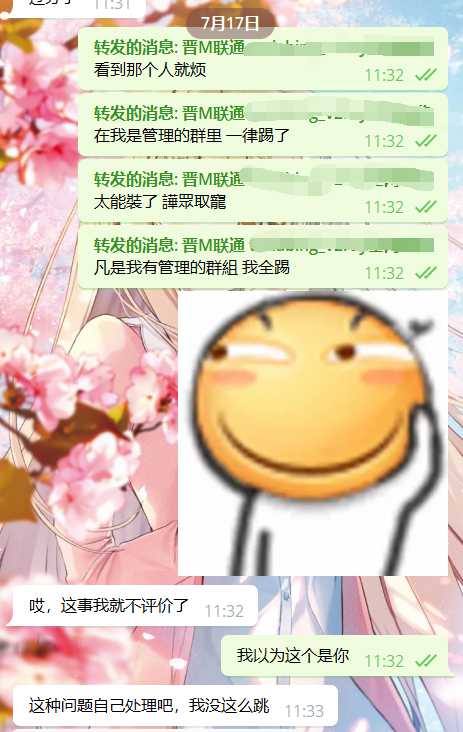 11:31
7月17日
转发的消息: 晋M联通
看到那个人就烦
11:32
转发的消息: 晋M联通
在我是管理的群里 一律踢了
11:32
转发的消息: 晋M联通
太能裝了 譁眾取寵
11:32
转发的消息: 晋M联通
凡是我有管理的群組 我全踢
11:32
哎，这事我就不评价了 11:32
我以为这个是你 11:32
这种问题自己处理吧，我没这么跳 11:33